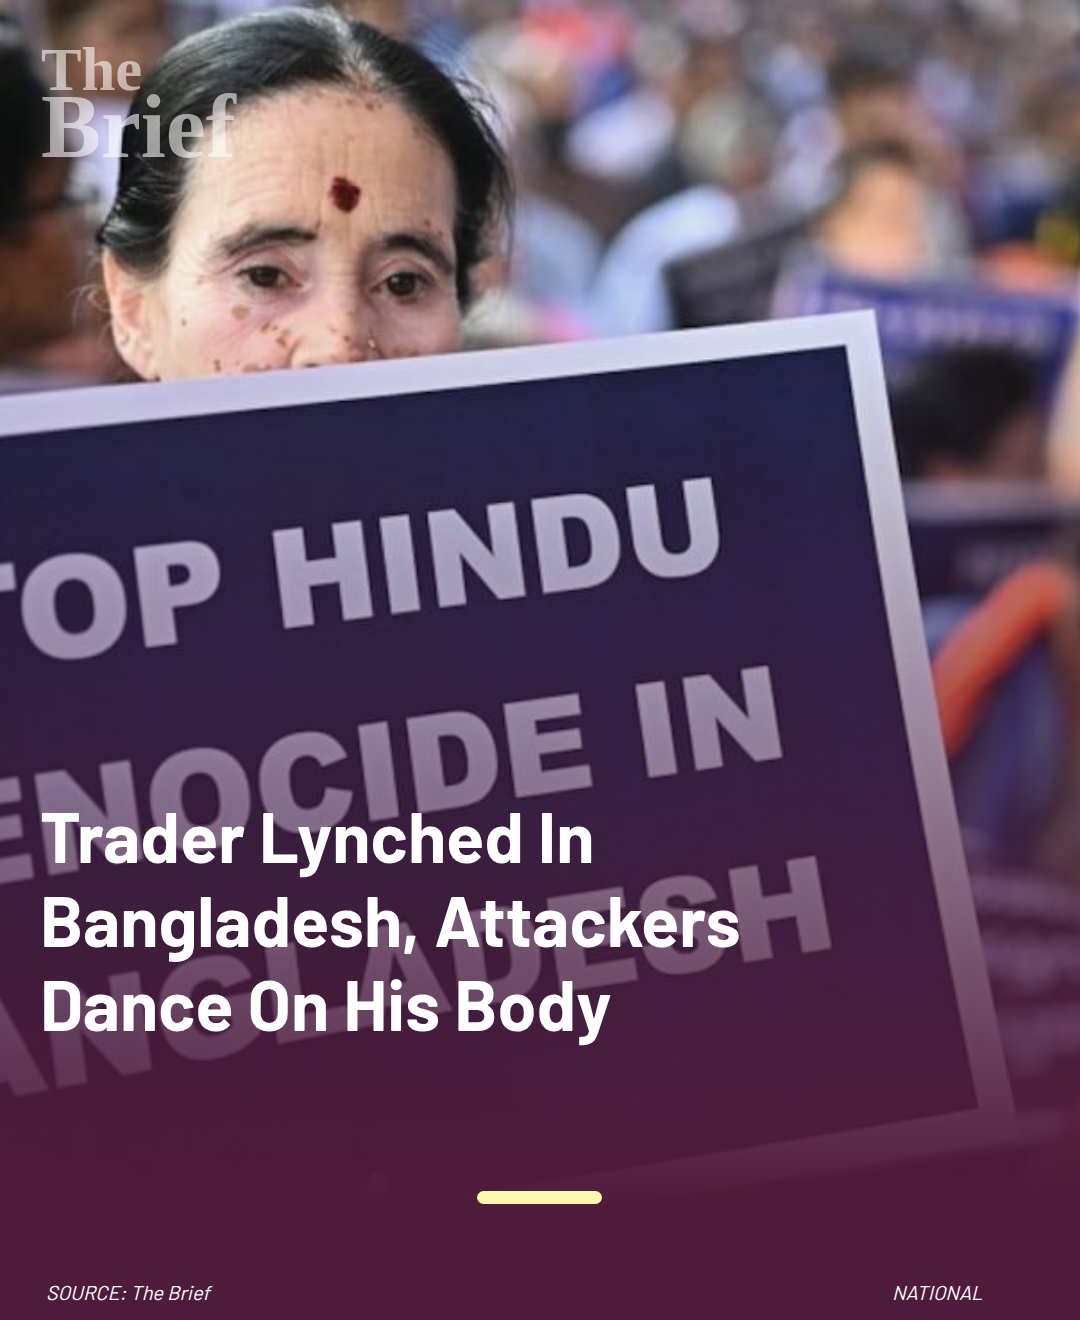 The
Brief
TOP HINDU
ENOCIDE IN
ANGLADESH
Trader Lynched In
Bangladesh, Attackers
Dance On His Body
SOURCE: The Brief
NATIONAL